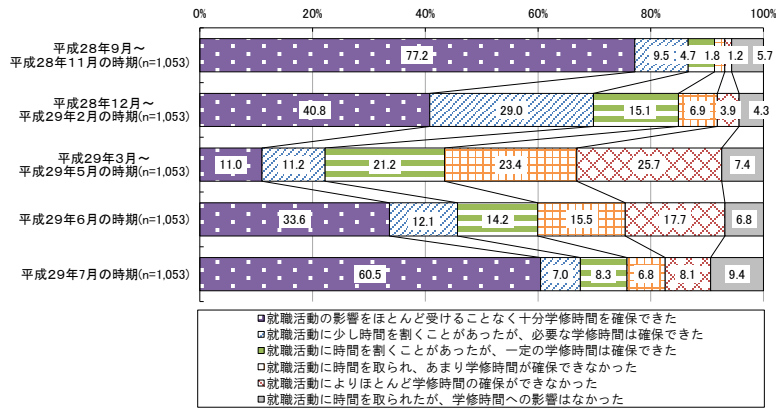 0% 20% 40% 60% 80% 100%
平成28年9月～
平成28年11月の時期(n=1,053)
77.2 9.5 4.7 1.8 1.2 5.7
平成28年12月～
平成29年2月の時期(n=1,053)
40.8 29.0 15.1 6.9 3.9 4.3
平成29年3月～
平成29年5月の時期(n=1,053)
11.0 11.2 21.2 23.4 25.7 7.4
平成29年6月の時期(n=1,053)
33.6 12.1 14.2 15.5 17.7 6.8
平成29年7月の時期(n=1,053)
60.5 7.0 8.3 6.8 8.1 9.4
就職活動の影響をほとんど受けることなく十分学修時間を確保できた
就職活動に少し時間を割くことがあったが、必要な学修時間は確保できた
就職活動に時間を割くことがあったが、一定の学修時間は確保できた
就職活動に時間を取られ、あまり学修時間が確保できなかった
就職活動によりほとんど学修時間の確保ができなかった
就職活動に時間を取られたが、学修時間への影響はなかった